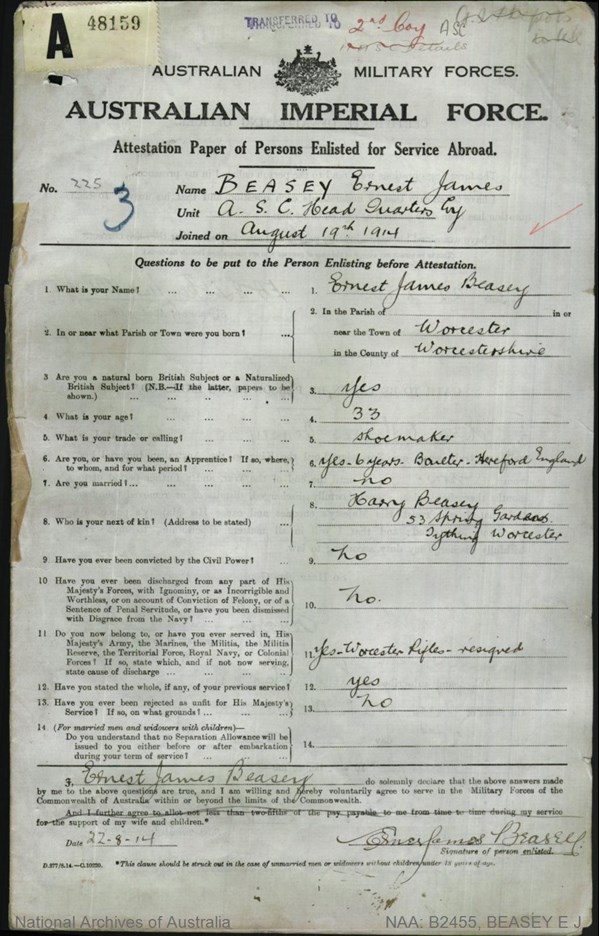 A 48159
TRANSFERRED TO
2nd Coy ASC
AUSTRALIAN MILITARY FORCES.
AUSTRALIAN IMPERIAL FORCE.
Attestation Paper of Persons Enlisted for Service Abroad.
No. 225 Name BEASEY Ernest James
3 Unit A.S.C. Head Quarters Coy
Joined on August 19th 1914
Questions to be put to the Person Enlisting before Attestation.
1. What is your Name? ... ... ... ... 1. Ernest James Beasey
2. In or near what Parish or Town were you born? ... 2. In the Parish of in or
near the Town of Worcester
in the County of Worcestershire
3 Are you a natural born British Subject or a Naturalized
British Subject? (N.B.—If the latter, papers to be
shown.) ... ... ... ... 3. yes
4. What is your age? ... ... ... ... 4. 33
5. What is your trade or calling? ... ... ... 5. shoemaker
6. Are you, or have you been, an Apprentice? If so, where,
to whom, and for what period? ... ... 6. yes - 6 years - Boulter - Hereford England
7. Are you married? ... ... ... ... 7. no
8. Who is your next of kin? (Address to be stated) ... 8. Harry Beasey
53 Spring Gardens
Tything Worcester
9 Have you ever been convicted by the Civil Power? ... 9. no
10 Have you ever been discharged from any part of His
Majesty's Forces, with Ignominy, or as Incorrigible and
Worthless, or on account of Conviction of Felony, or of a
Sentence of Penal Servitude, or have you been dismissed
with Disgrace from the Navy? ... ... 10. no.
11 Do you now belong to, or have you ever served in, His
Majesty's Army, the Marines, the Militia, the Militia
Reserve, the Territorial Force, Royal Navy, or Colonial
Forces? If so, state which, and if not now serving,
state cause of discharge ... ... ... 11. yes - Worcester Rifles - resigned
12. Have you stated the whole, if any, of your previous service? 12. yes
13. Have you ever been rejected as unfit for His Majesty's
Service? If so, on what grounds? ... ... ... 13. no
14 (For married men and widowers with children)—
Do you understand that no Separation Allowance will be
issued to you either before or after embarkation
during your term of service? ... ... ... 14.
I, Ernest James Beasey do solemnly declare that the above answers made
by me to the above questions are true, and I am willing and hereby voluntarily agree to serve in the Military Forces of the
Commonwealth of Australia within or beyond the limits of the Commonwealth.
And I further agree to allot not less than two-fifths of the pay payable to me from time to time during my service
for the support of my wife and children.*
Date 22-8-14 Ernest James Beasey
Signature of person enlisted.
*This clause should be struck out in the case of unmarried men or widowers without children under 18 years of age.
National Archives of Australia NAA: B2455, BEASEY E J